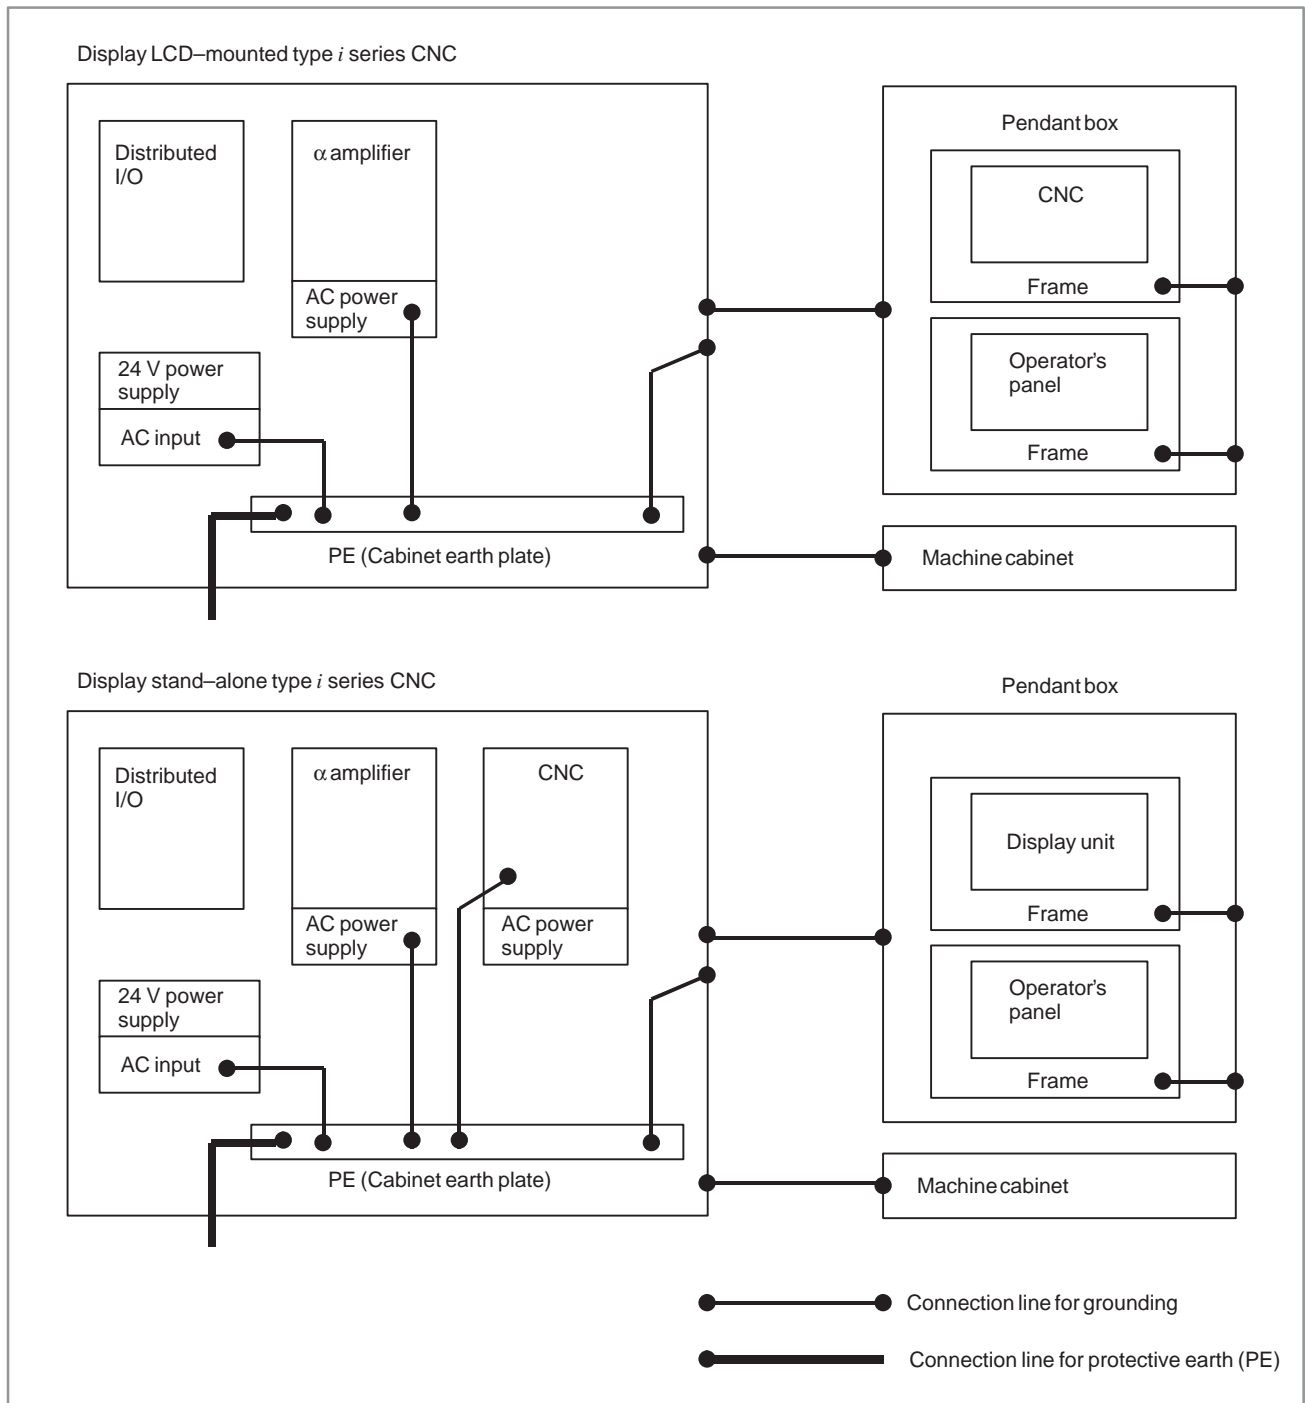 Display LCD–mounted type i series CNC
Distributed
I/O
α amplifier
AC power
supply
24 V power
supply
AC input
PE (Cabinet earth plate)
Pendant box
CNC
Frame
Operator's
panel
Frame
Machine cabinet
Display stand–alone type i series CNC
Distributed
I/O
α amplifier
AC power
supply
CNC
AC power
supply
24 V power
supply
AC input
PE (Cabinet earth plate)
Pendant box
Display unit
Frame
Operator's
panel
Frame
Machine cabinet
Connection line for grounding
Connection line for protective earth (PE)